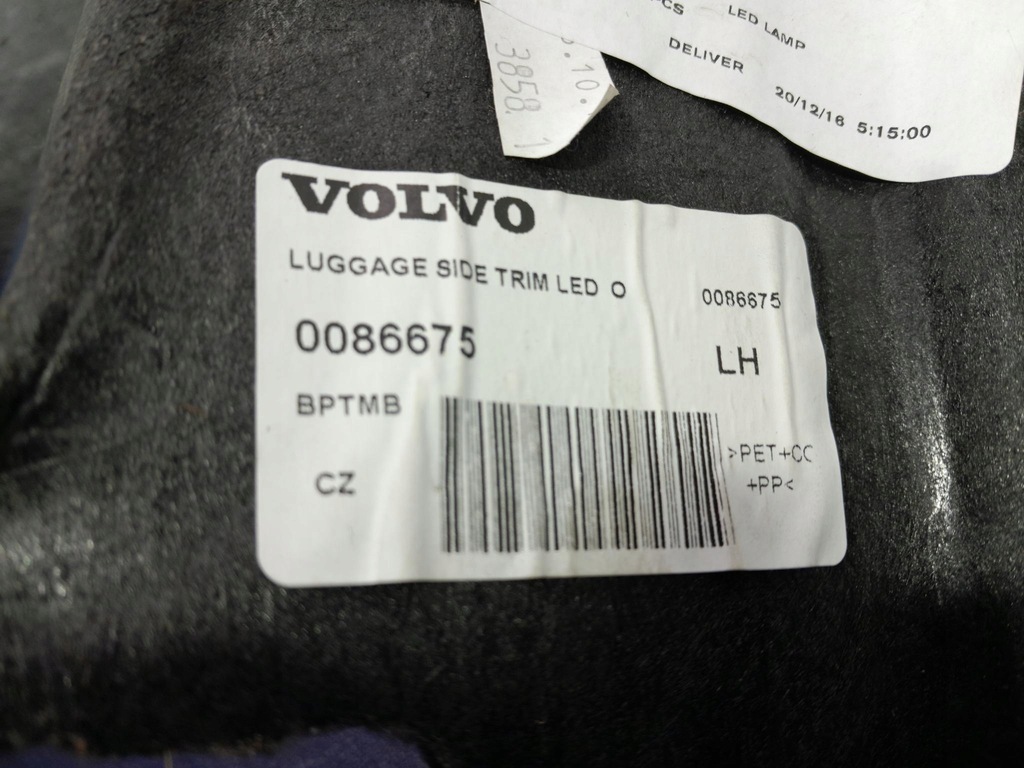 LED LAMP
DELIVER
20/12/16 5:15:00
.10.
3858
VOLVO
LUGGAGE SIDE TRIM LED O
0086675
0086675
LH
BPTMB
CZ
>PET+CC
+PP<